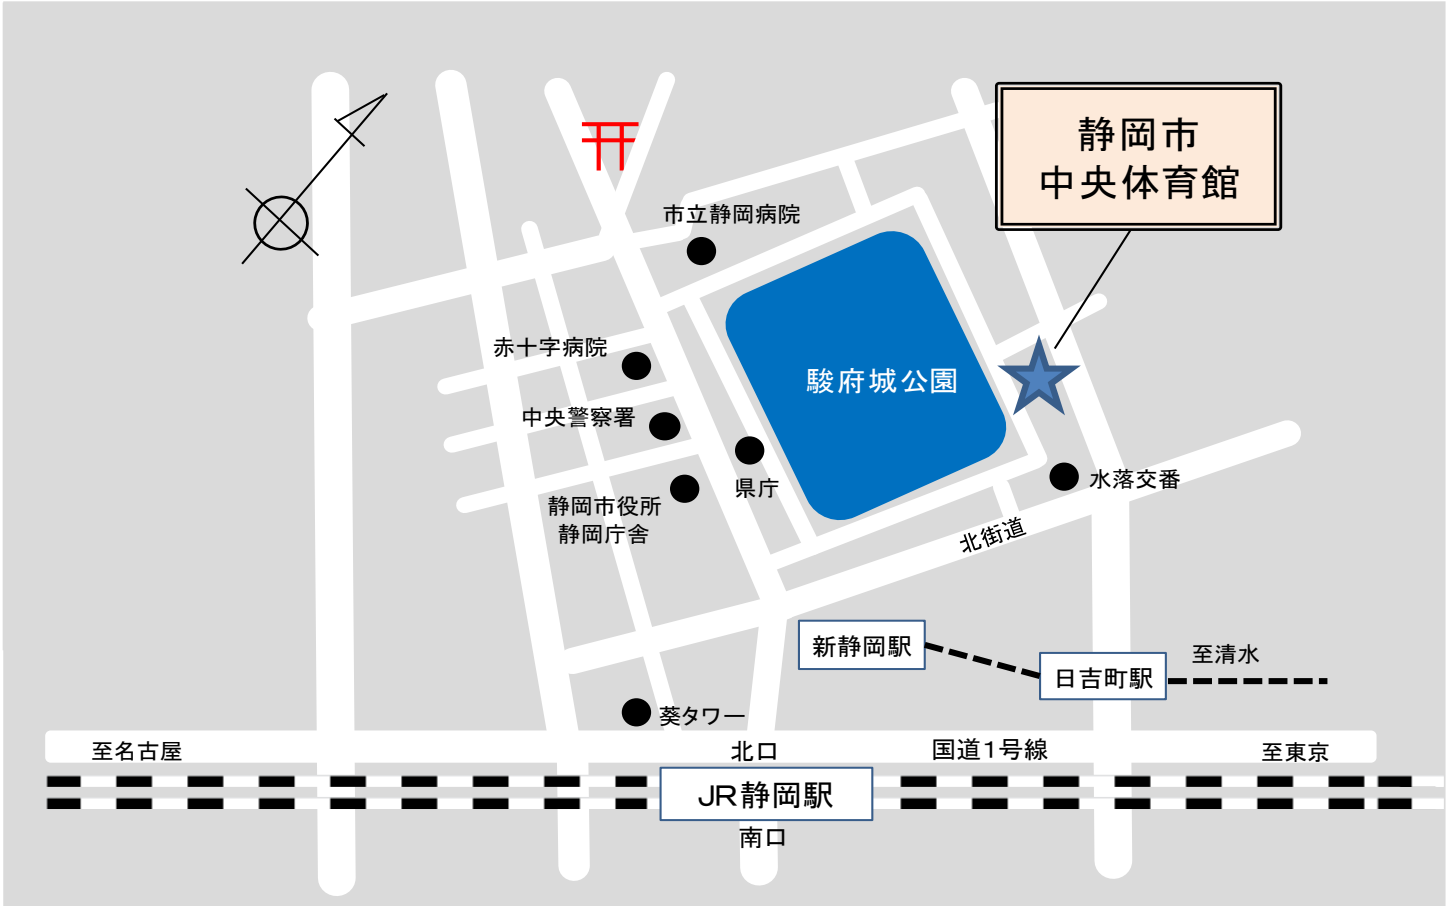 静岡市
中央体育館
市立静岡病院
赤十字病院
駿府城公園
中央警察署
県庁
水落交番
静岡市役所
静岡庁舎
北街道
新静岡駅
至清水
日吉町駅
葵タワー
至名古屋
北口
国道1号線
至東京
JR静岡駅
南口